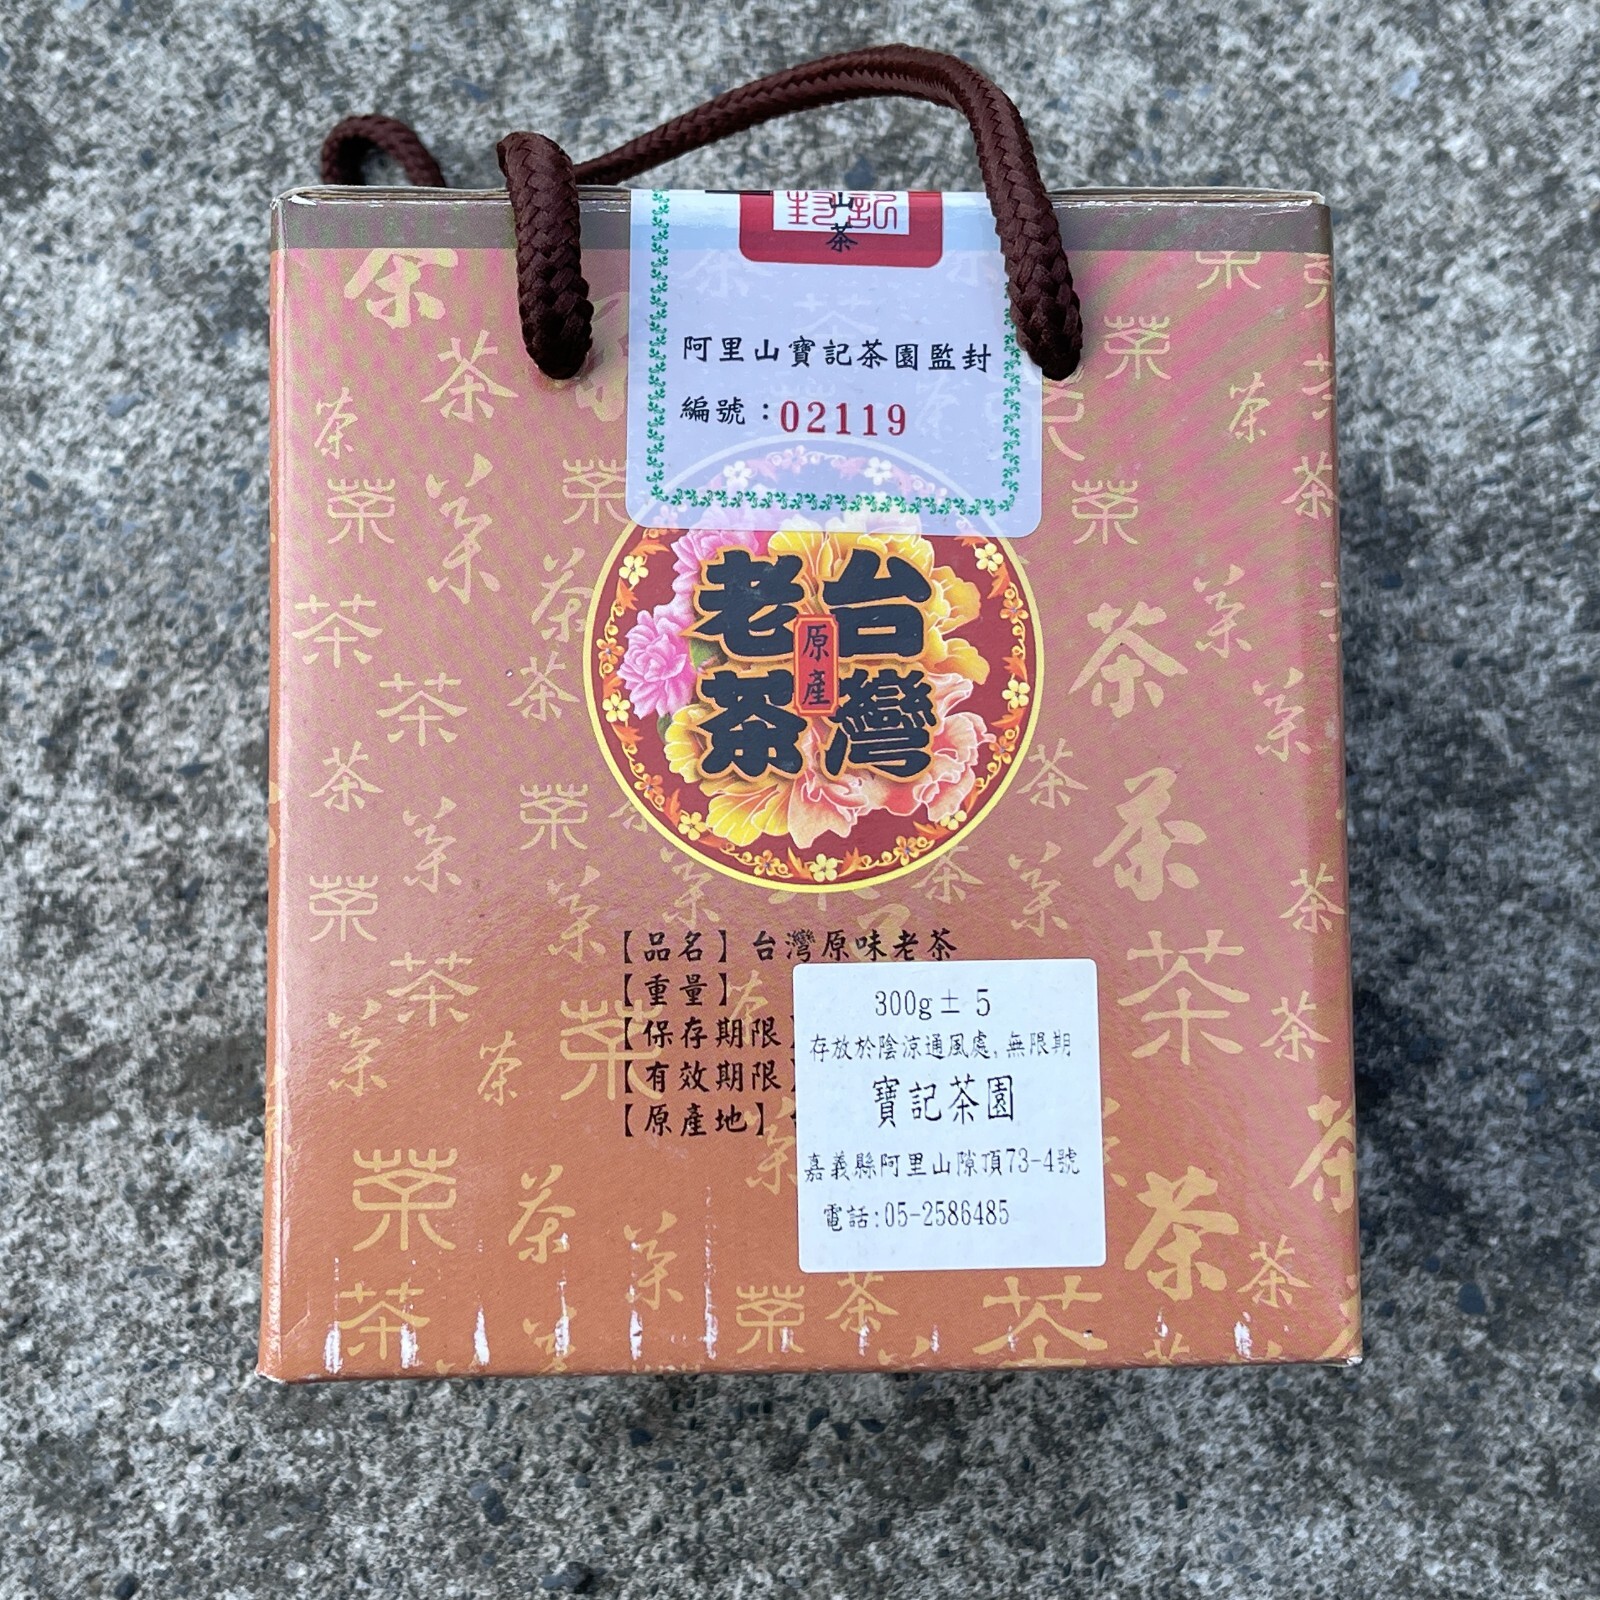 山
茶
阿里山寶記茶園監封
編號：02119
台灣
原產
老茶
【品名】台灣原味老茶
【重量】
【保存期限】
【有效期限】
【原產地】
300g±5
存放於陰涼通風處,無限期
寶記茶園
嘉義縣阿里山隙頂73-4號
電話:05-2586485